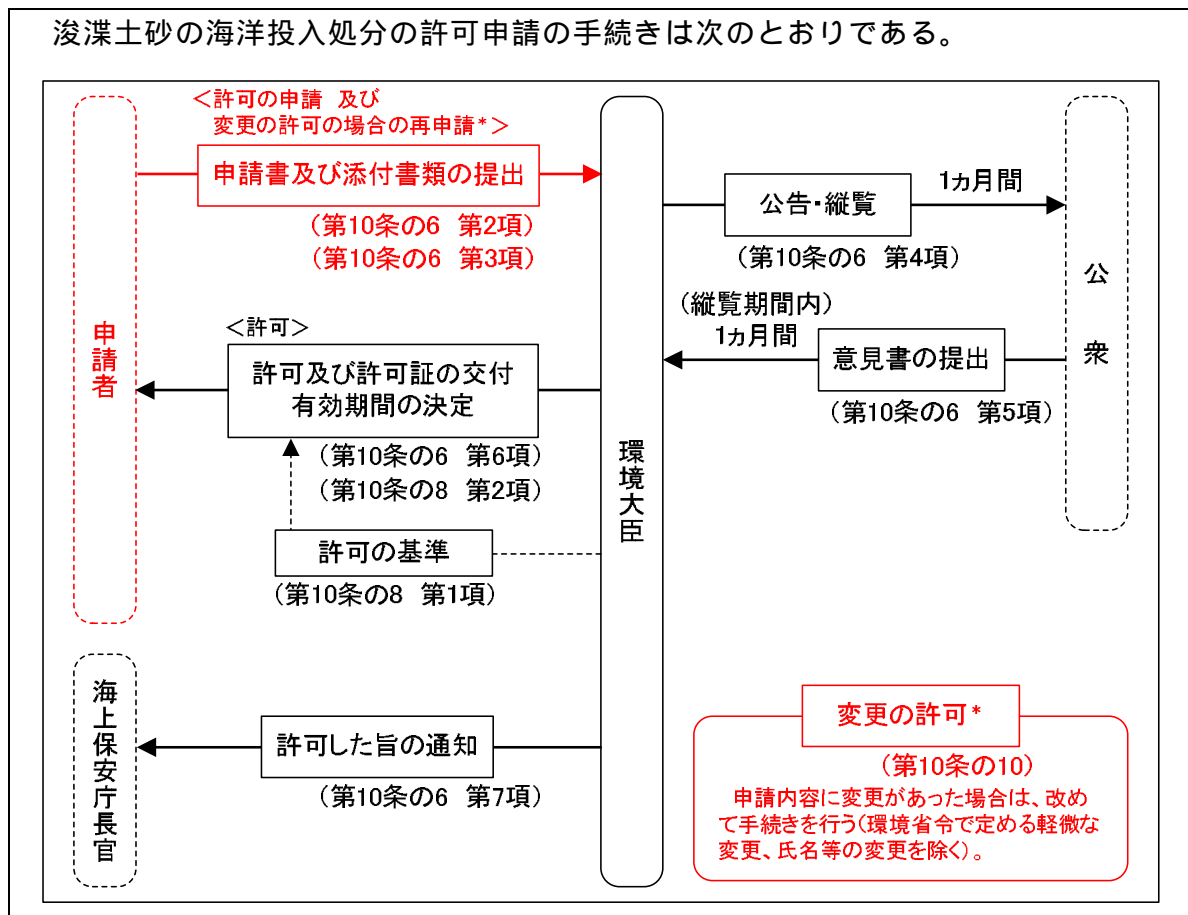 浚渫土砂の海洋投入処分の許可申請の手続きは次のとおりである。
＜許可の申請 及び
変更の許可の場合の再申請*＞
申請書及び添付書類の提出
（第10条の6 第2項）
（第10条の6 第3項）
申請者
＜許可＞
許可及び許可証の交付
有効期間の決定
（第10条の6 第6項）
（第10条の8 第2項）
許可の基準
（第10条の8 第1項）
環境大臣
公告・縦覧
1ヵ月間
（第10条の6 第4項）
公衆
（縦覧期間内）
1ヵ月間
意見書の提出
（第10条の6 第5項）
海上保安庁長官
許可した旨の通知
（第10条の6 第7項）
変更の許可*
（第10条の10）
申請内容に変更があった場合は、改め
て手続きを行う（環境省令で定める軽微な
変更、氏名等の変更を除く）。